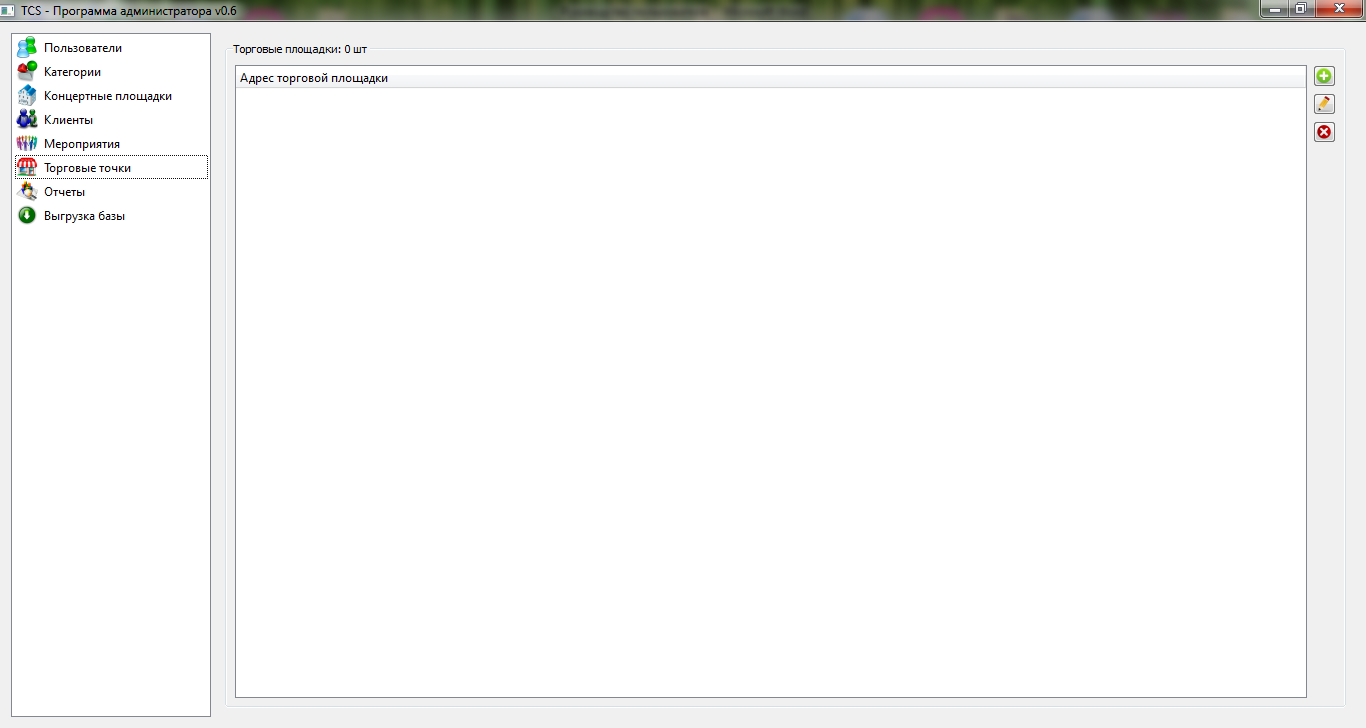 TCS - Программа администратора v0.6
Пользователи
Категории
Концертные площадки
Клиенты
Мероприятия
Торговые точки
Отчеты
Выгрузка базы
Торговые площадки: 0 шт
Адрес торговой площадки